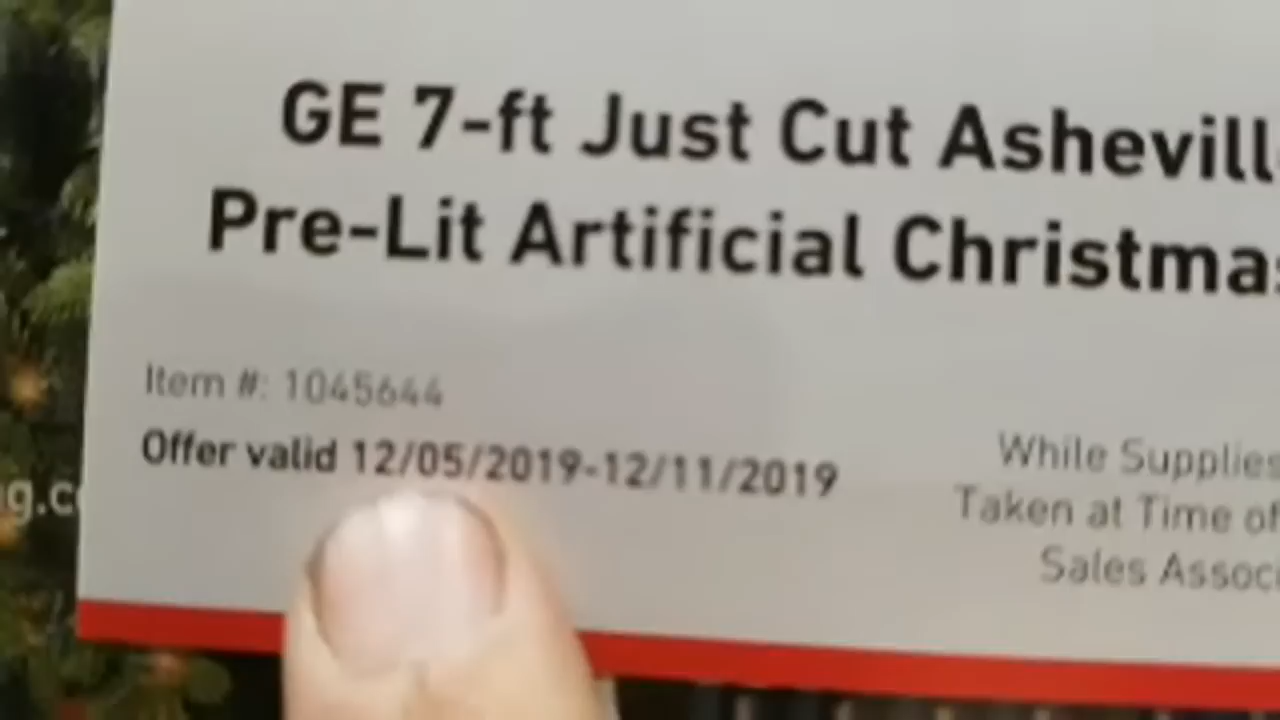 GE 7-ft Just Cut Ashevill
Pre-Lit Artificial Christmas
Item #: 1045644
Offer valid 12/05/2019-12/11/2019
While Supplies
Taken at Time of
Sales Assoc
g.c